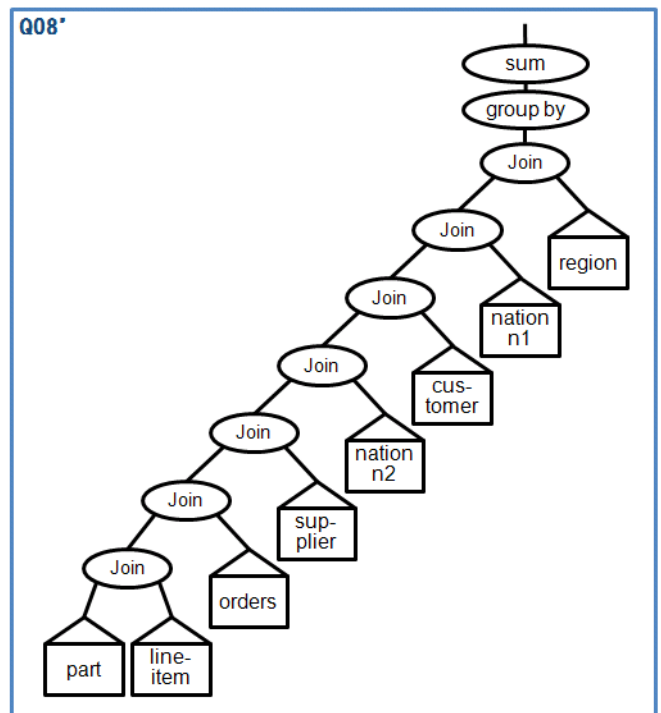 Q08'
sum
group by
Join
Join
region
Join
nation
n1
Join
cus-
tomer
Join
nation
n2
Join
sup-
plier
Join
orders
part
line-
item